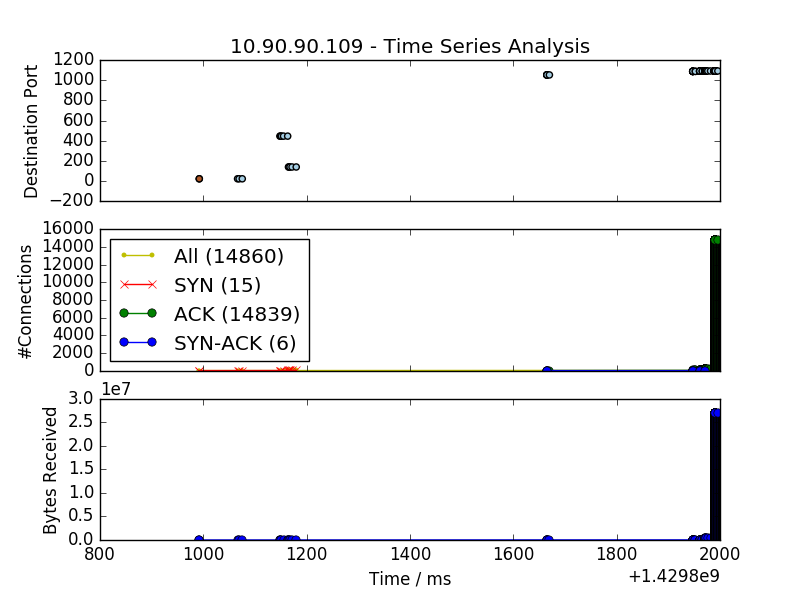 10.90.90.109 - Time Series Analysis
Destination Port
1200
1000
800
600
400
200
0
−200
#Connections
16000
14000
12000
10000
8000
6000
4000
2000
0
All (14860)
SYN (15)
ACK (14839)
SYN-ACK (6)
Bytes Received
1e7
3.0
2.5
2.0
1.5
1.0
0.5
0.0
800 1000 1200 1400 1600 1800 2000
Time / ms
+1.4298e9